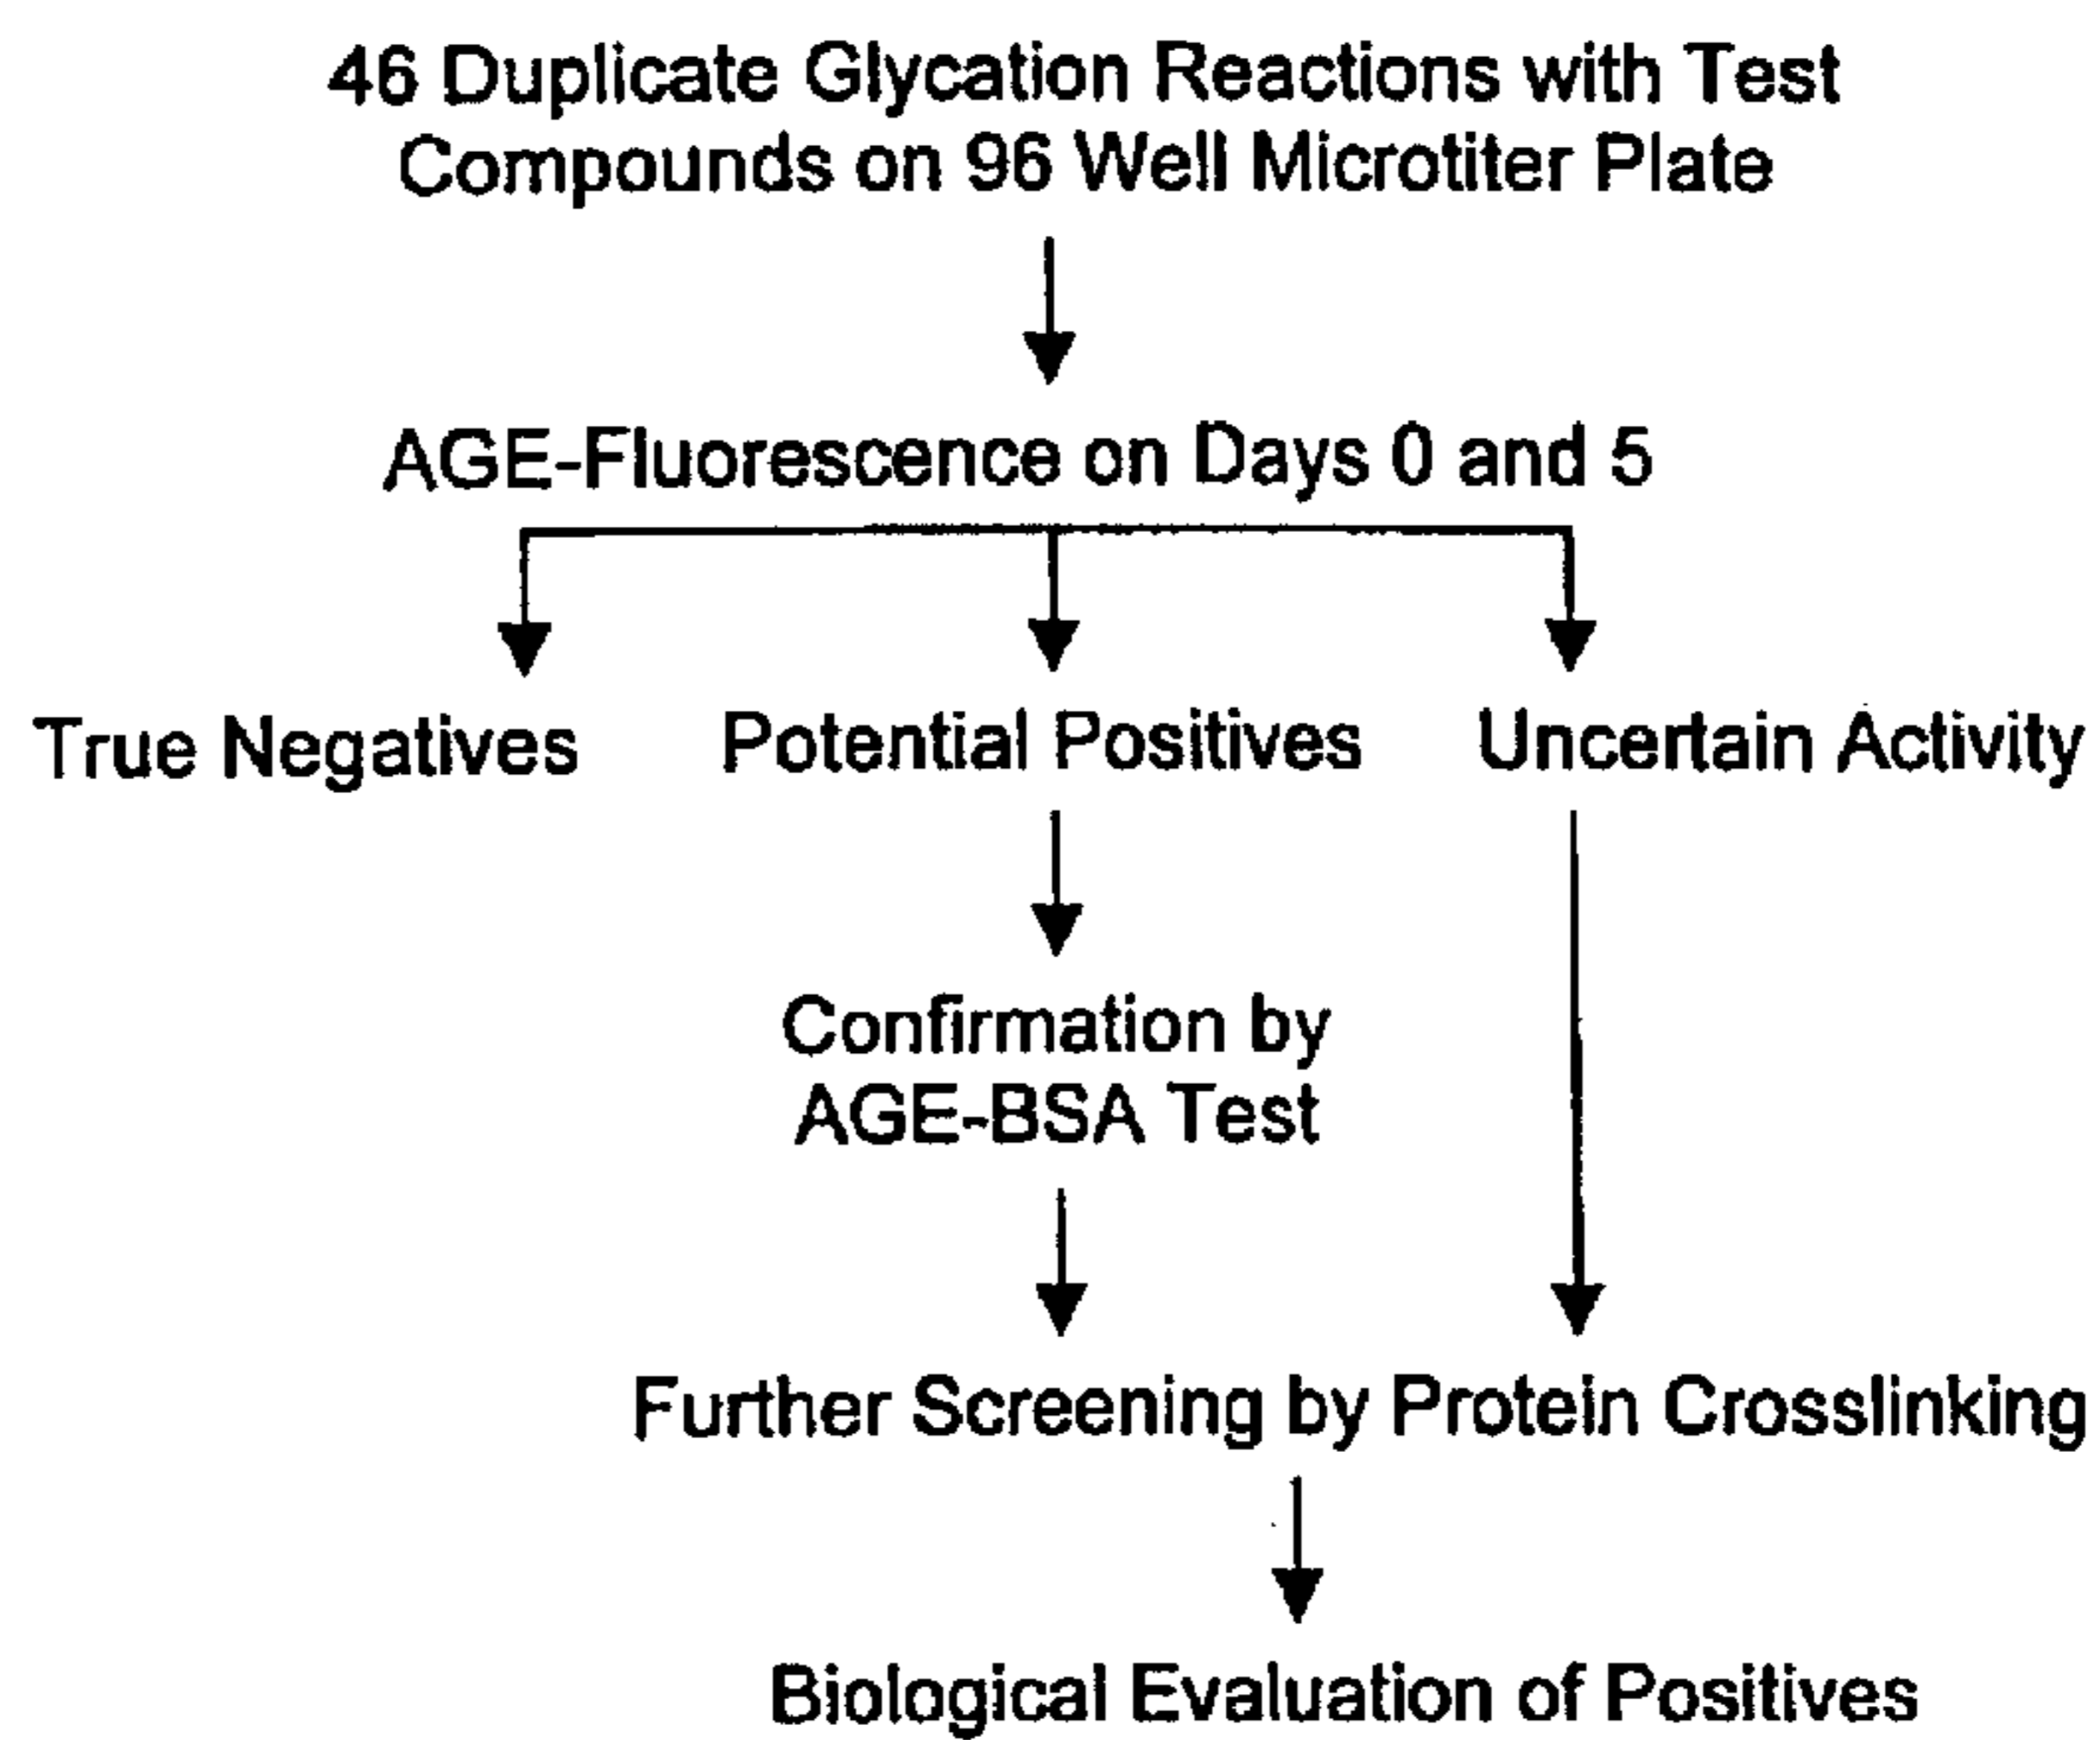 46 Duplicate Glycation Reactions with Test
Compounds on 96 Well Microtiter Plate
AGE-Fluorescence on Days 0 and 5
True Negatives
Potential Positives
Uncertain Activity
Confirmation by
AGE-BSA Test
Further Screening by Protein Crosslinking
Biological Evaluation of Positives